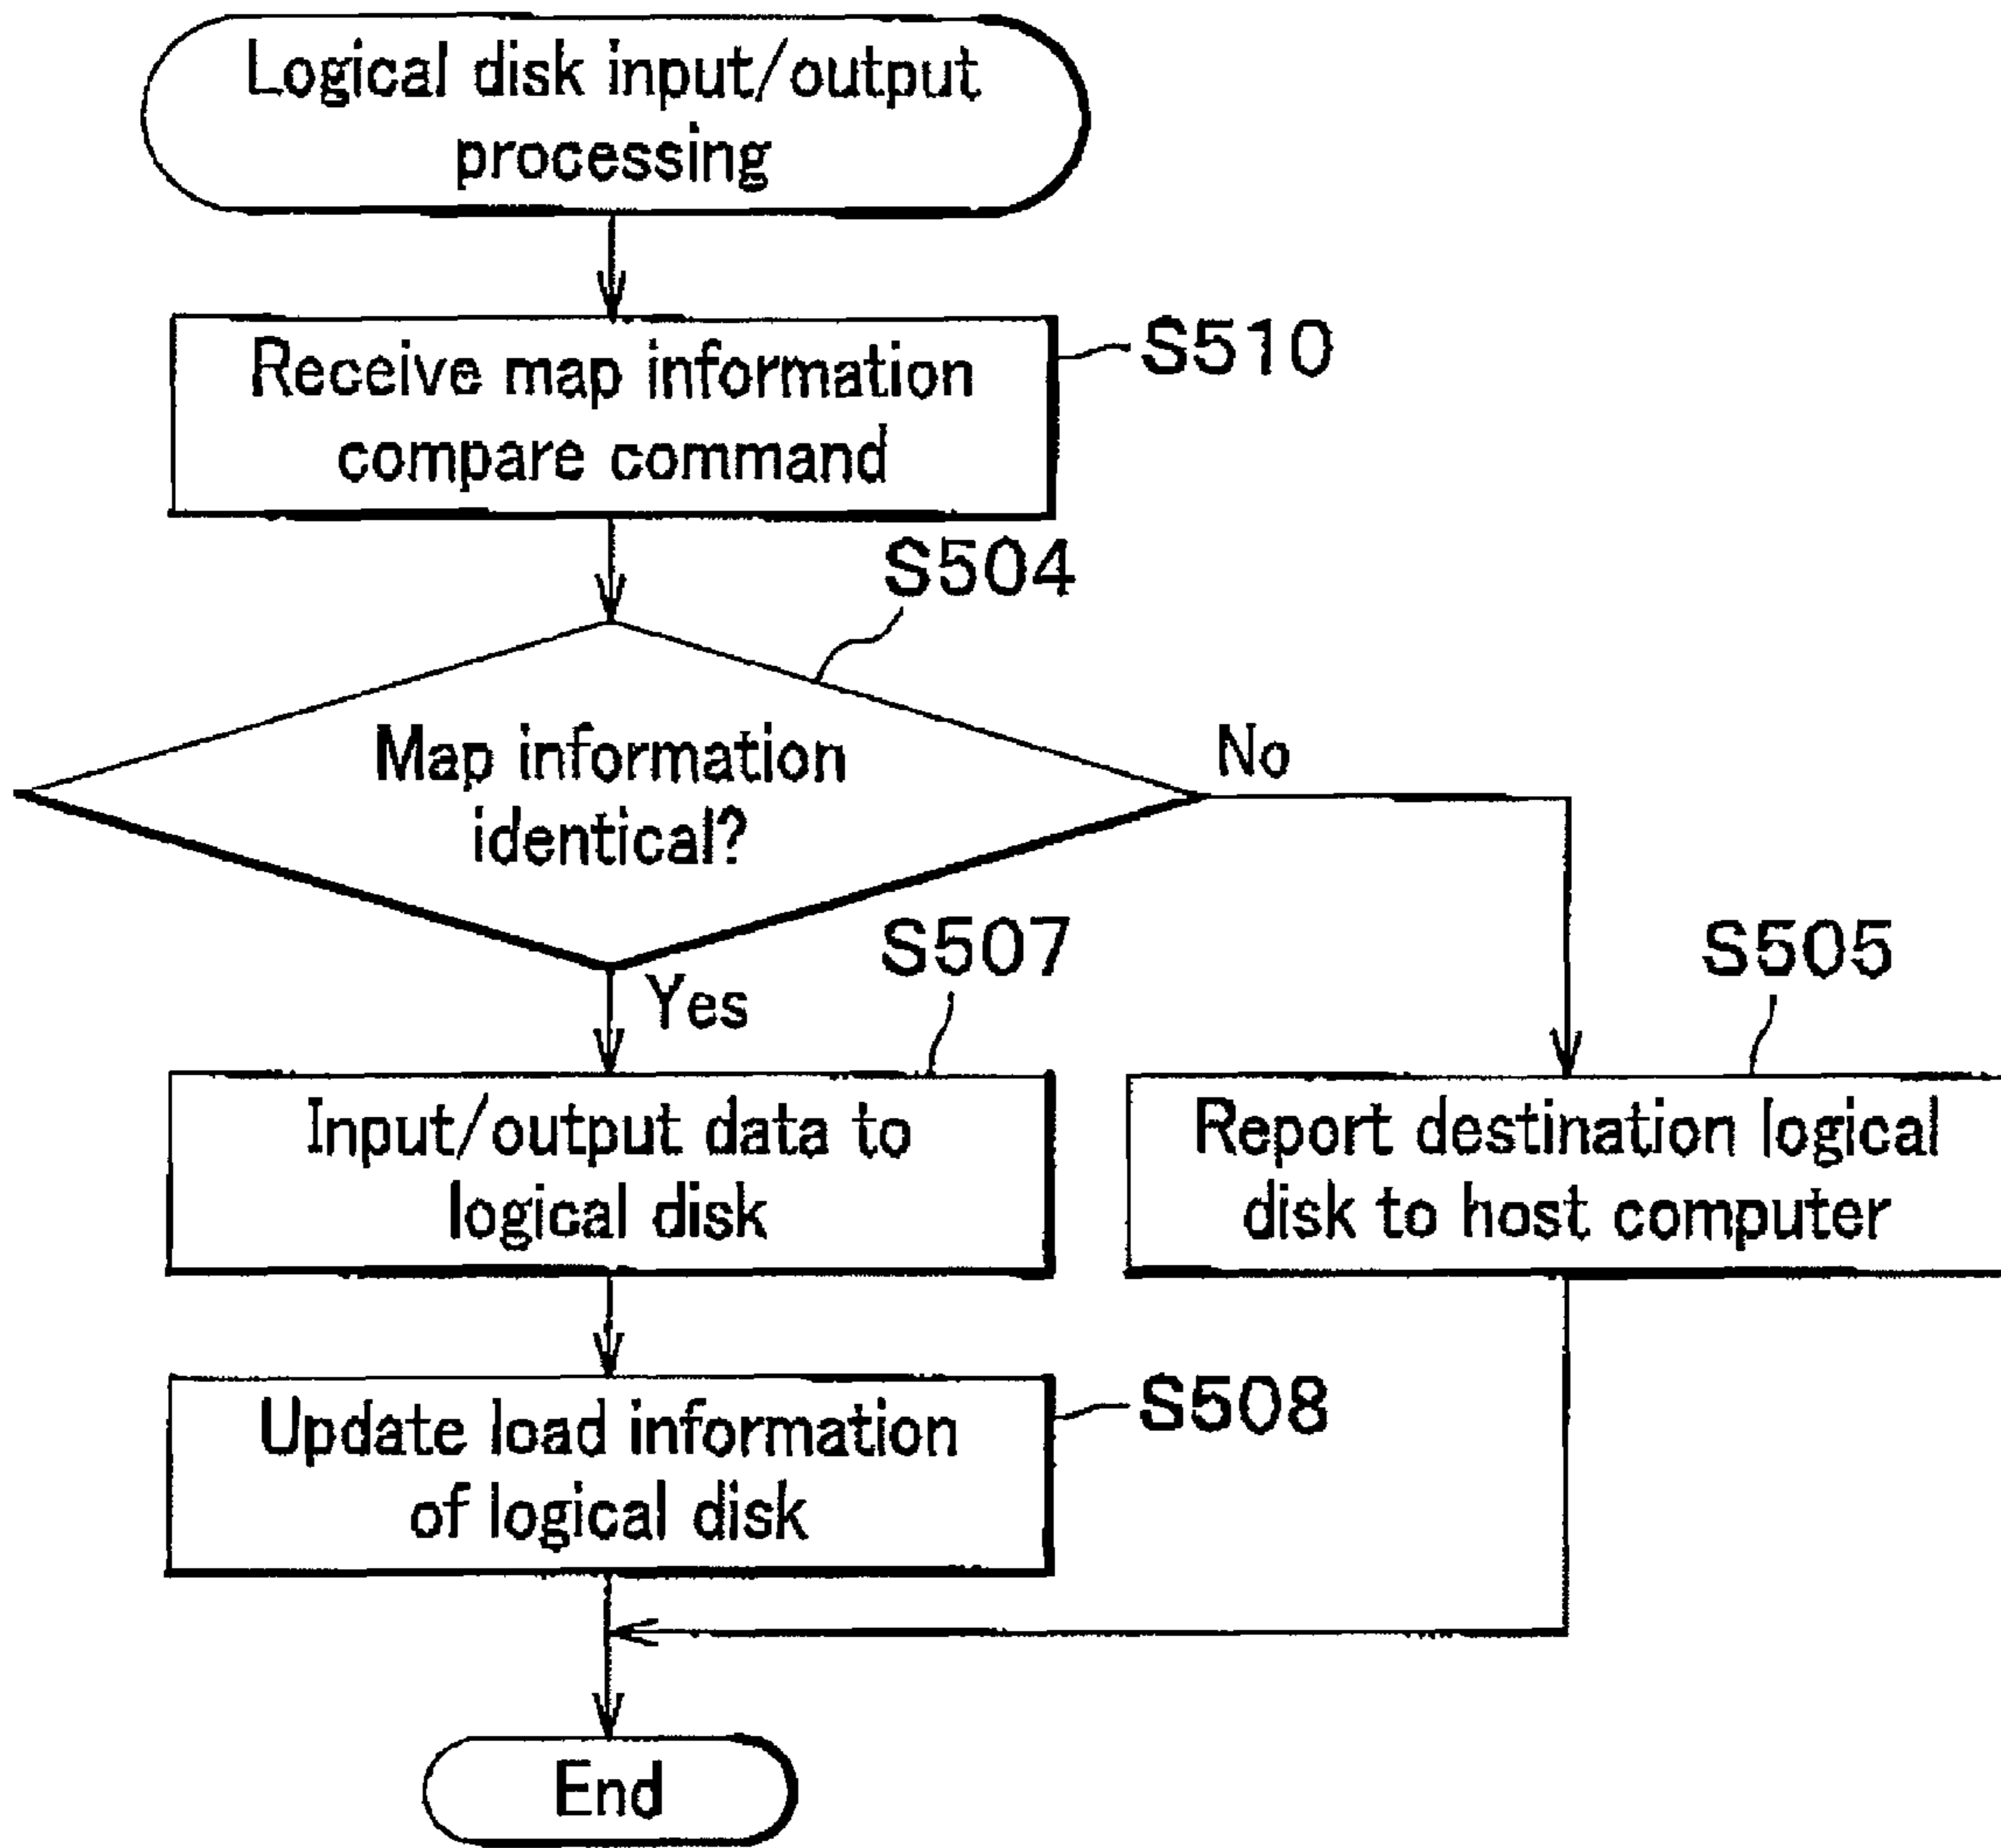 Logical disk input/output
processing
Receive map information
compare command
S510
S504
Map information
identical?
No
Yes
S507
S505
Input/output data to
logical disk
Report destination logical
disk to host computer
Update load information
of logical disk
S508
End